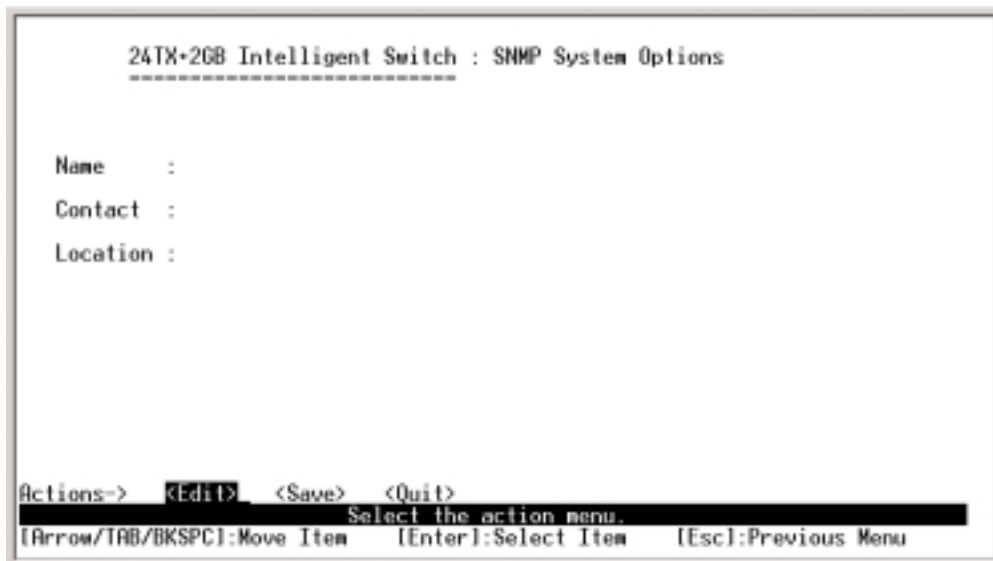 24TX+2GB Intelligent Switch : SNMP System Options
----------------------------
Name :
Contact :
Location :
Actions-> <Edit> <Save> <Quit>
Select the action menu.
[Arrow/TAB/BKSPC]:Move Item [Enter]:Select Item [Esc]:Previous Menu